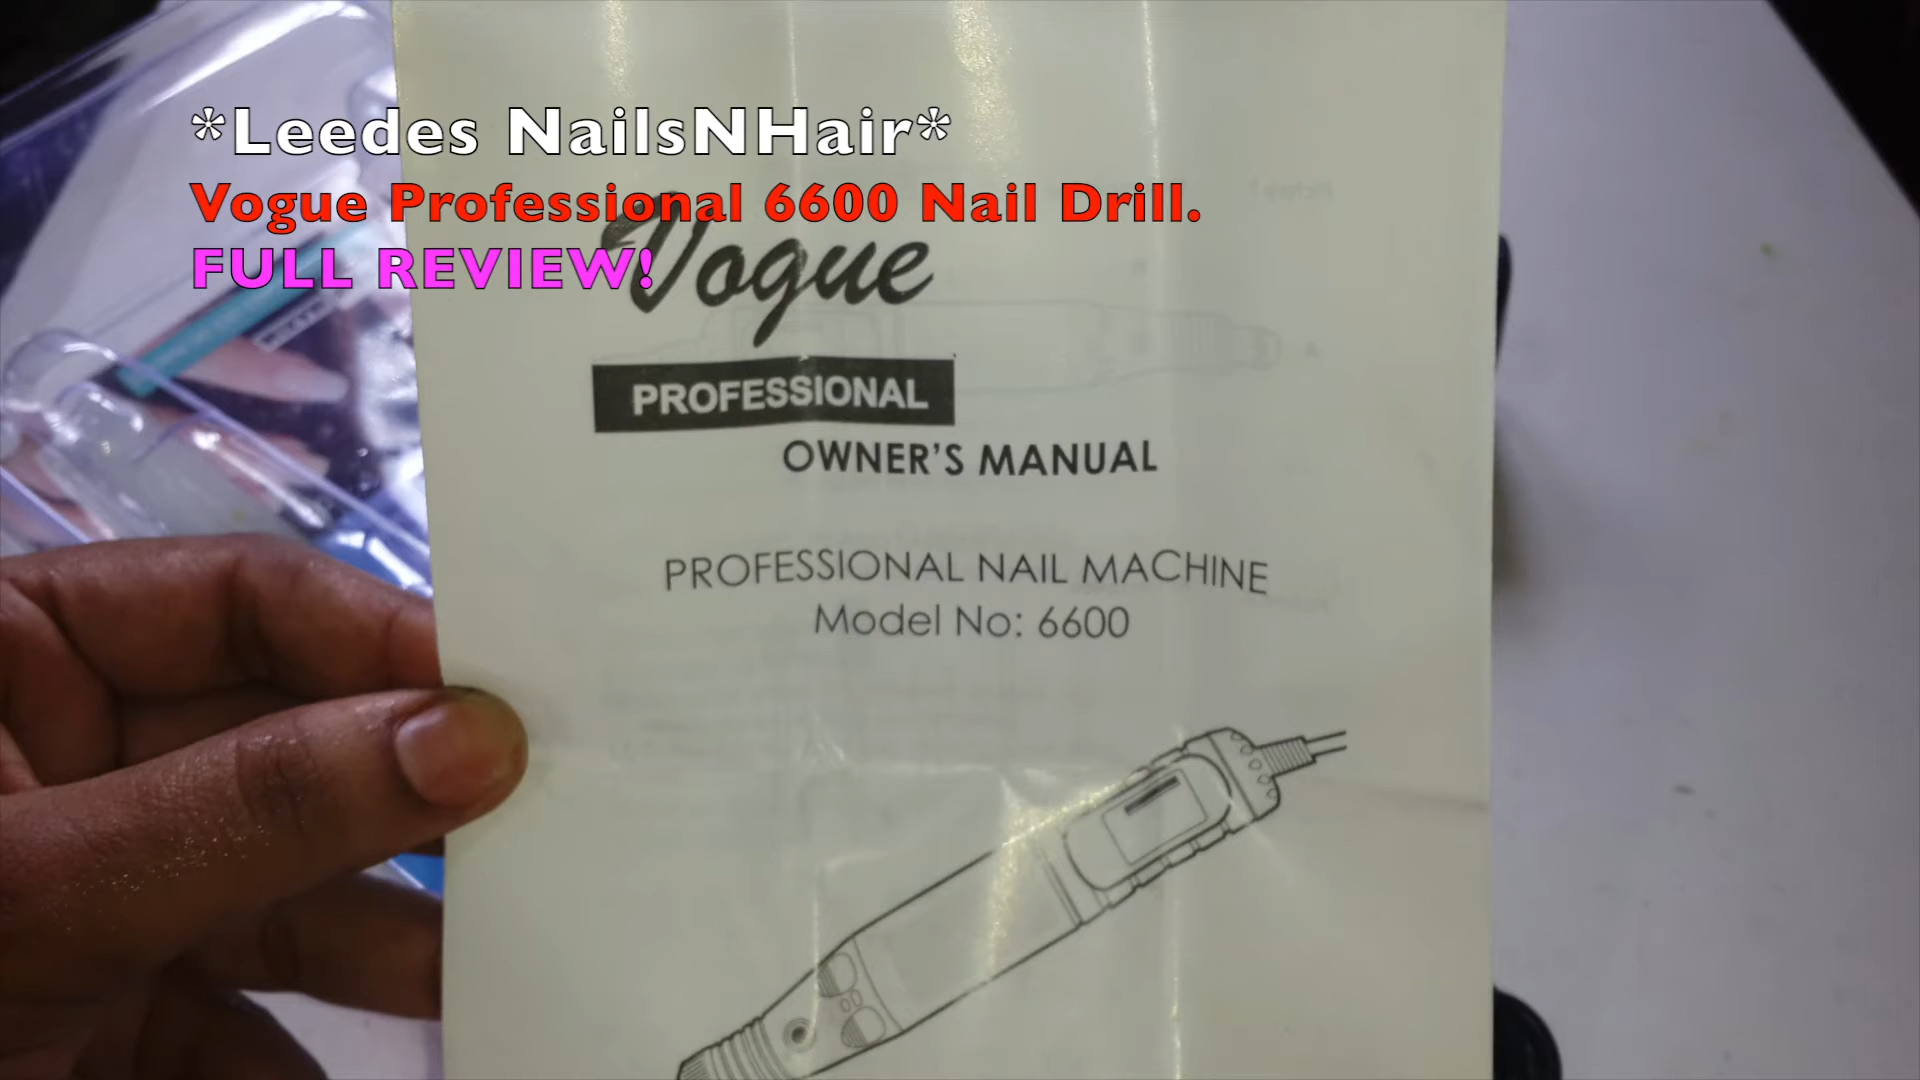 *Leedes NailsNHair*
Vogue Professional 6600 Nail Drill.
FULL REVIEW!
Vogue
PROFESSIONAL
OWNER'S MANUAL
PROFESSIONAL NAIL MACHINE
Model No: 6600